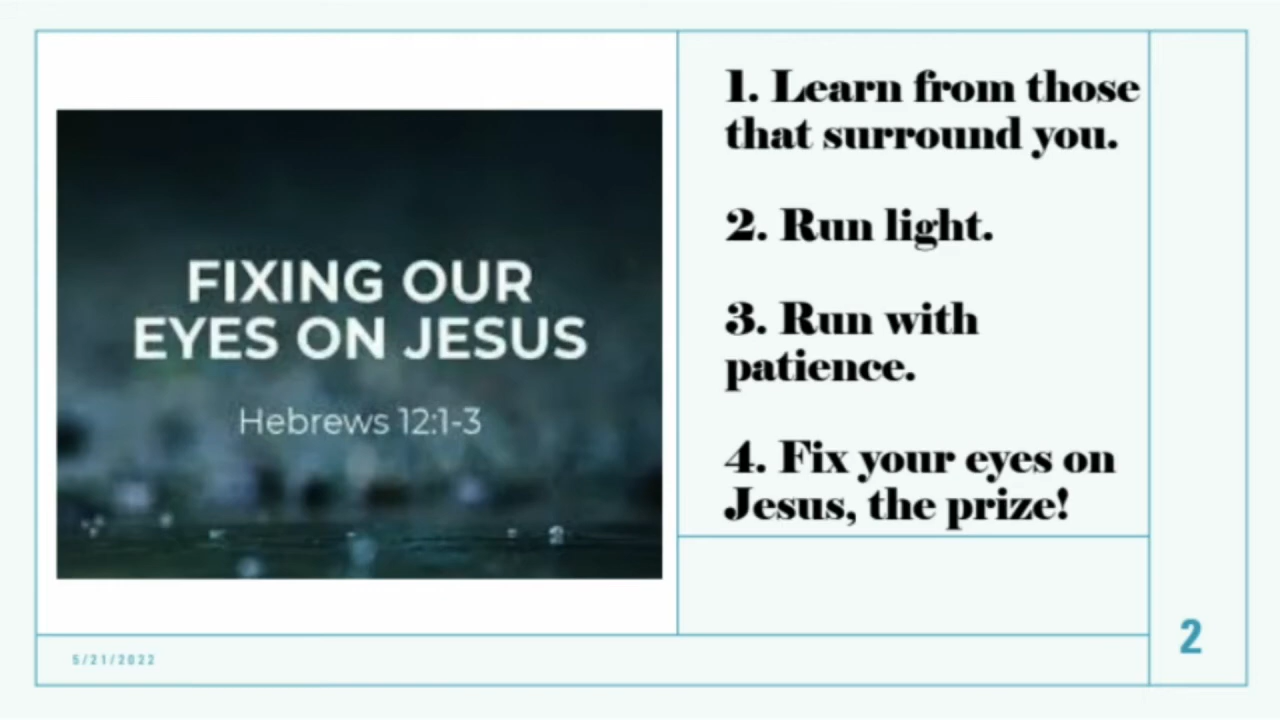 FIXING OUR
EYES ON JESUS
Hebrews 12:1-3
1. Learn from those
that surround you.
2. Run light.
3. Run with
patience.
4. Fix your eyes on
Jesus, the prize!
5/21/2022
2